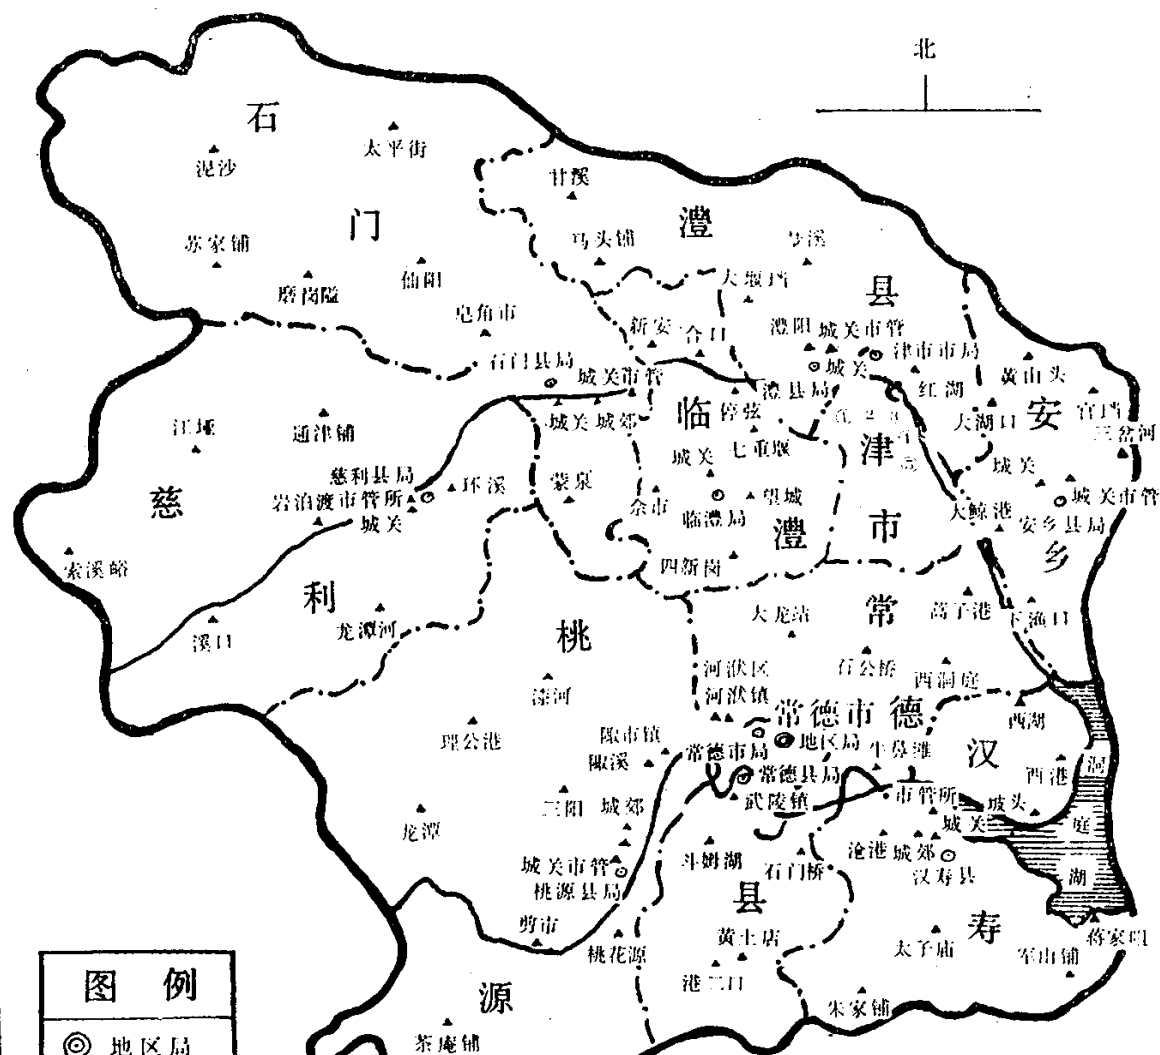 北
石
太平街
泥沙
甘溪
门
澧
苏家铺
马头铺
磨岗隘
仙阳
大堰垱
县
皂角市
新安
合口
澧阳
城关市管
津市市局
石门县局
城关市管
城关
黄山头
澧县局
红湖
官垱
城关
城郊
临
停弦
大湖口
安
三岔河
江垭
通津铺
七重堰
津
城关
城关
慈利县局
环溪
蒙泉
岩泊渡市管所
慈
佘市
望城
城关市管
城关
临澧局
大鲸港
安乡县局
澧
市
乡
索溪峪
四新岗
利
大龙站
常
蒿子港
下渔口
溪口
龙潭河
桃
河洑区
石公桥
西洞庭
漆河
河洑镇
常德市
德
西湖
理公港
陬市镇
常德市局
地区局
牛鼻滩
汉
洞
陬溪
常德县局
西港
三阳
城郊
武陵镇
市管所
坡头
龙潭
城关
庭
斗姆湖
石门桥
沧港
城郊
城关市管
汉寿县
湖
桃源县局
县
剪市
寿
桃花源
黄土店
太子庙
军山铺
蒋家咀
港二口
源
朱家铺
茶庵铺
图例
地区局